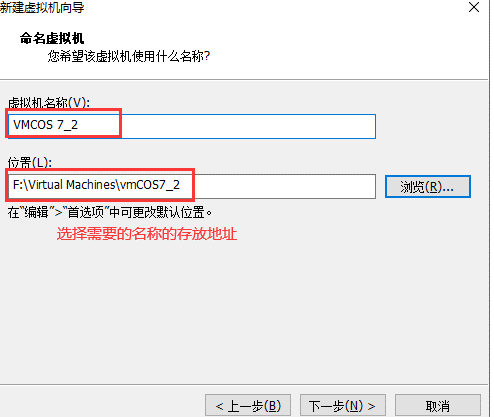 新建虚拟机向导
命名虚拟机
您希望该虚拟机使用什么名称?
虚拟机名称(V):
VMCOS 7_2
位置(L):
F:\Virtual Machines\vmCOS7_2
浏览(R)...
在"编辑">"首选项"中可更改默认位置。
选择需要的名称的存放地址
< 上一步(B)
下一步(N) >
取消